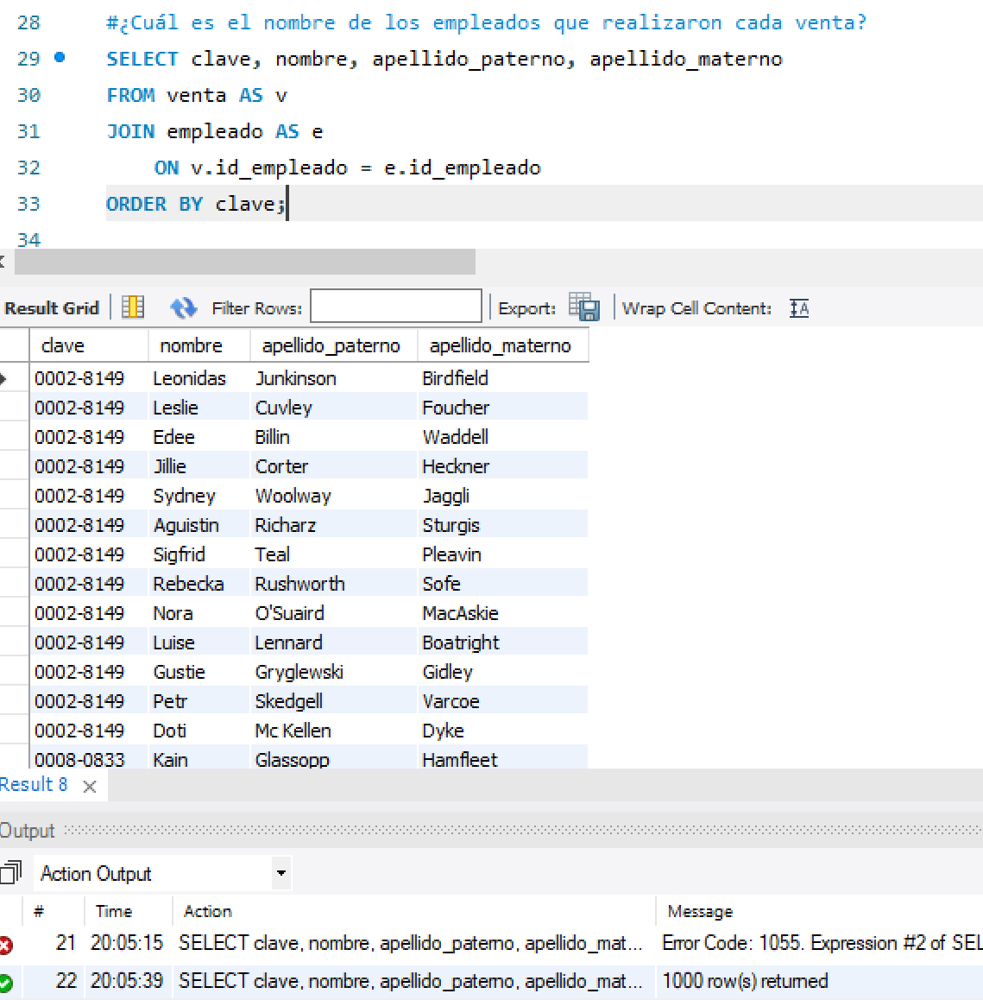 28 #¿Cuál es el nombre de los empleados que realizaron cada venta?
29 SELECT clave, nombre, apellido_paterno, apellido_materno
30 FROM venta AS v
31 JOIN empleado AS e
32 ON v.id_empleado = e.id_empleado
33 ORDER BY clave;
34
Result Grid Filter Rows: Export: Wrap Cell Content: IA
clave nombre apellido_paterno apellido_materno
0002-8149 Leonidas Junkinson Birdfield
0002-8149 Leslie Cuvley Foucher
0002-8149 Edee Billin Waddell
0002-8149 Jillie Corter Heckner
0002-8149 Sydney Woolway Jaggli
0002-8149 Aguistin Richarz Sturgis
0002-8149 Sigfrid Teal Pleavin
0002-8149 Rebecka Rushworth Sofe
0002-8149 Nora O'Suaird MacAskie
0002-8149 Luise Lennard Boatright
0002-8149 Gustie Gryglewski Gidley
0002-8149 Petr Skedgell Varcoe
0002-8149 Doti Mc Kellen Dyke
0008-0833 Kain Glassopp Hamfleet
Result 8
Output
Action Output
# Time Action Message
21 20:05:15 SELECT clave, nombre, apellido_paterno, apellido_mat... Error Code: 1055. Expression #2 of SEL
22 20:05:39 SELECT clave, nombre, apellido_paterno, apellido_mat... 1000 row(s) returned